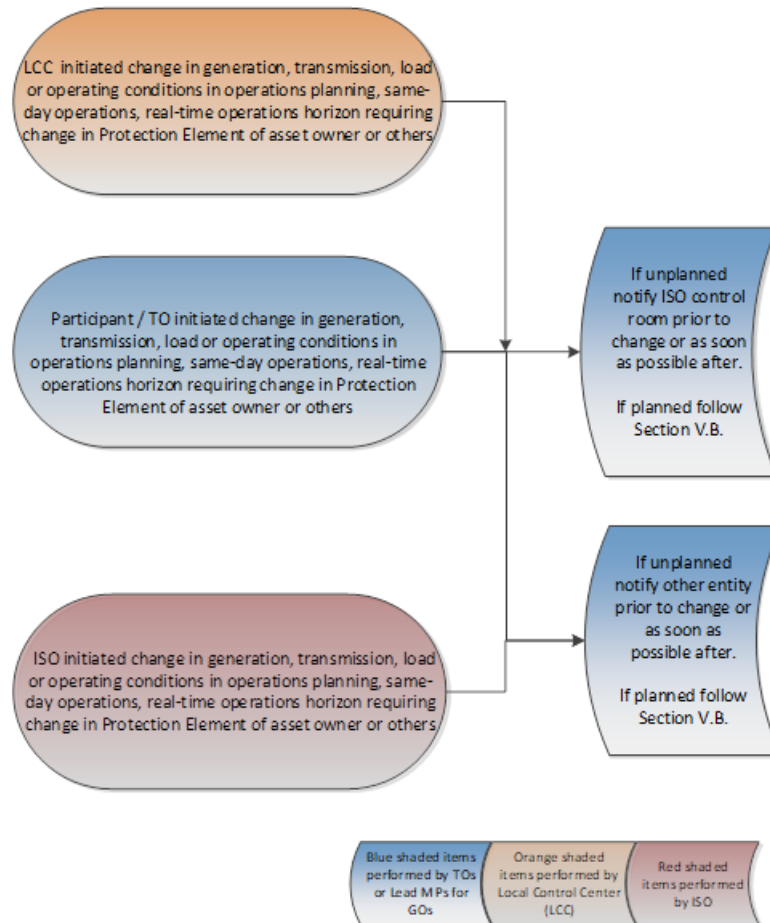 LCC initiated change in generation, transmission, load
or operating conditions in operations planning, same-
day operations, real-time operations horizon requiring
change in Protection Element of asset owner or others
Participant / TO initiated change in generation,
transmission, load or operating conditions in
operations planning, same-day operations, real-time
operations horizon requiring change in Protection
Element of asset owner or others
If unplanned
notify ISO control
room prior to
change or as soon
as possible after.
If planned follow
Section V.B.
ISO initiated change in generation, transmission, load
or operating conditions in operations planning, same-
day operations, real-time operations horizon requiring
change in Protection Element of asset owner or others
If unplanned
notify other entity
prior to change or
as soon as
possible after.
If planned follow
Section V.B.
Blue shaded items
performed by TOs
or Lead MPs for
GOs
Orange shaded
items performed by
Local Control Center
(LCC)
Red shaded
items performed
by ISO